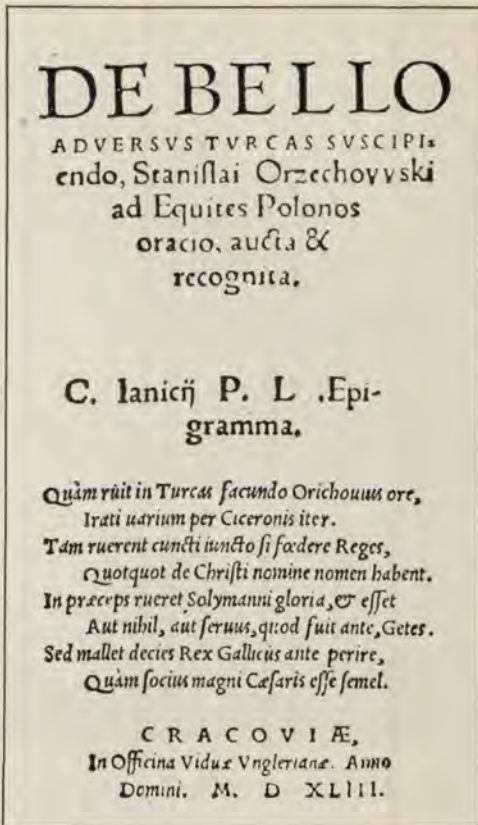 DE BELLO
ADVERSVS TVRCAS SVSCIPI=
endo, Staniſlai Orzechovvski
ad Equites Polonos
oracio, aucta &
recognita.
C. Ianicij P. L .Epi-
gramma.
Quàm rùit in Turcas facundo Orichouius ore,
Irati uarium per Ciceronis iter.
Tàm ruerent cuncti iuncto ſi fœdere Reges,
Quotquot de Chriſti nomine nomen habent.
In præceps rueret Solymanni gloria, & eſſet
Aut nihil, aut ſeruus, quod fuit ante, Getes.
Sed mallet decies Rex Gallicus ante perire,
Quàm ſocius magni Cæſaris eſſe ſemel.
CRACOVIÆ,
In Officina Viduæ Vnglerianæ. Anno
Domini. M. D XLIII.